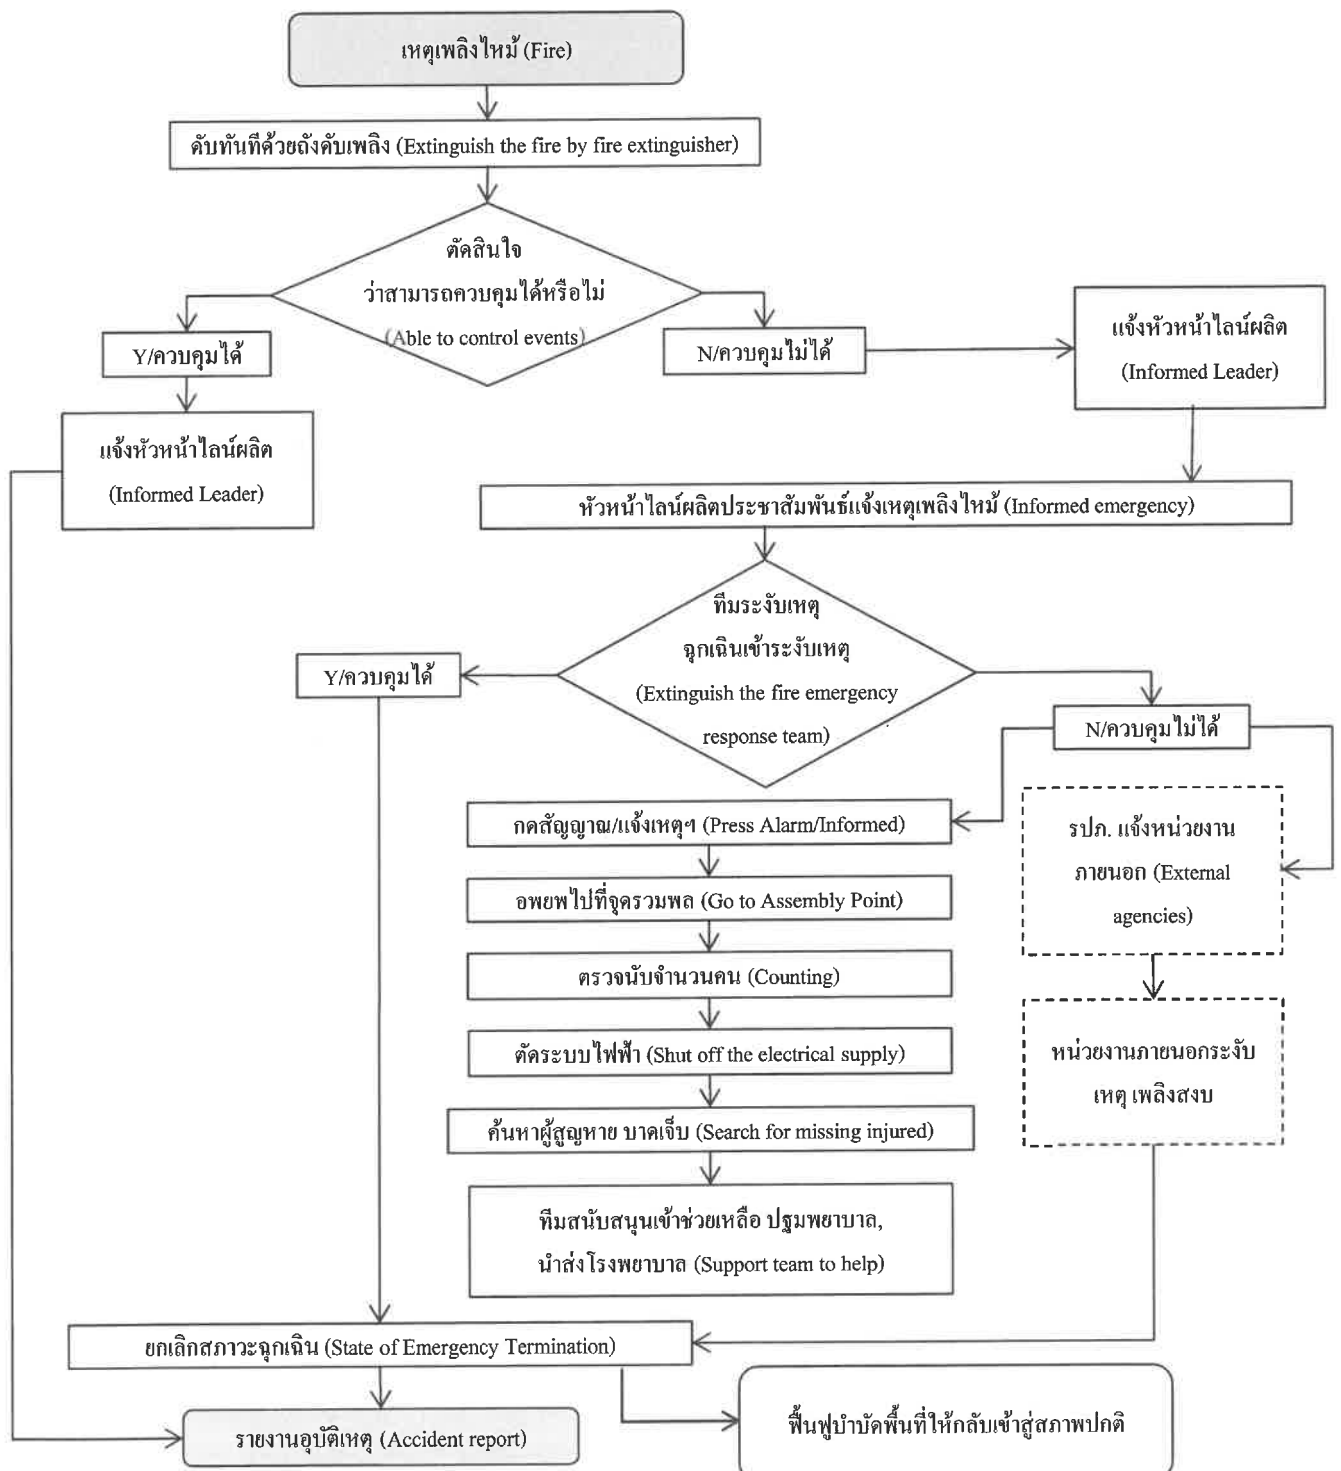 เหตุเพลิงไหม้ (Fire)
ดับทันทีด้วยถังดับเพลิง (Extinguish the fire by fire extinguisher)
ตัดสินใจ
ว่าสามารถควบคุมได้หรือไม่
(Able to control events)
Y/ควบคุมได้
N/ควบคุมไม่ได้
แจ้งหัวหน้าไลน์ผลิต
(Informed Leader)
แจ้งหัวหน้าไลน์ผลิต
(Informed Leader)
หัวหน้าไลน์ผลิตประชาสัมพันธ์แจ้งเหตุเพลิงไหม้ (Informed emergency)
ทีมระงับเหตุ
ฉุกเฉินเข้าระงับเหตุ
(Extinguish the fire emergency
response team)
Y/ควบคุมได้
N/ควบคุมไม่ได้
กดสัญญาณ/แจ้งเหตุฯ (Press Alarm/Informed)
อพยพไปที่จุดรวมพล (Go to Assembly Point)
ตรวจนับจำนวนคน (Counting)
ตัดระบบไฟฟ้า (Shut off the electrical supply)
ค้นหาผู้สูญหาย บาดเจ็บ (Search for missing injured)
ทีมสนับสนุนเข้าช่วยเหลือ ปฐมพยาบาล,
นำส่งโรงพยาบาล (Support team to help)
รปภ. แจ้งหน่วยงาน
ภายนอก (External
agencies)
หน่วยงานภายนอกระงับ
เหตุ เพลิงสงบ
ยกเลิกสภาวะฉุกเฉิน (State of Emergency Termination)
รายงานอุบัติเหตุ (Accident report)
ฟื้นฟูบำบัดพื้นที่ให้กลับเข้าสู่สภาพปกติ